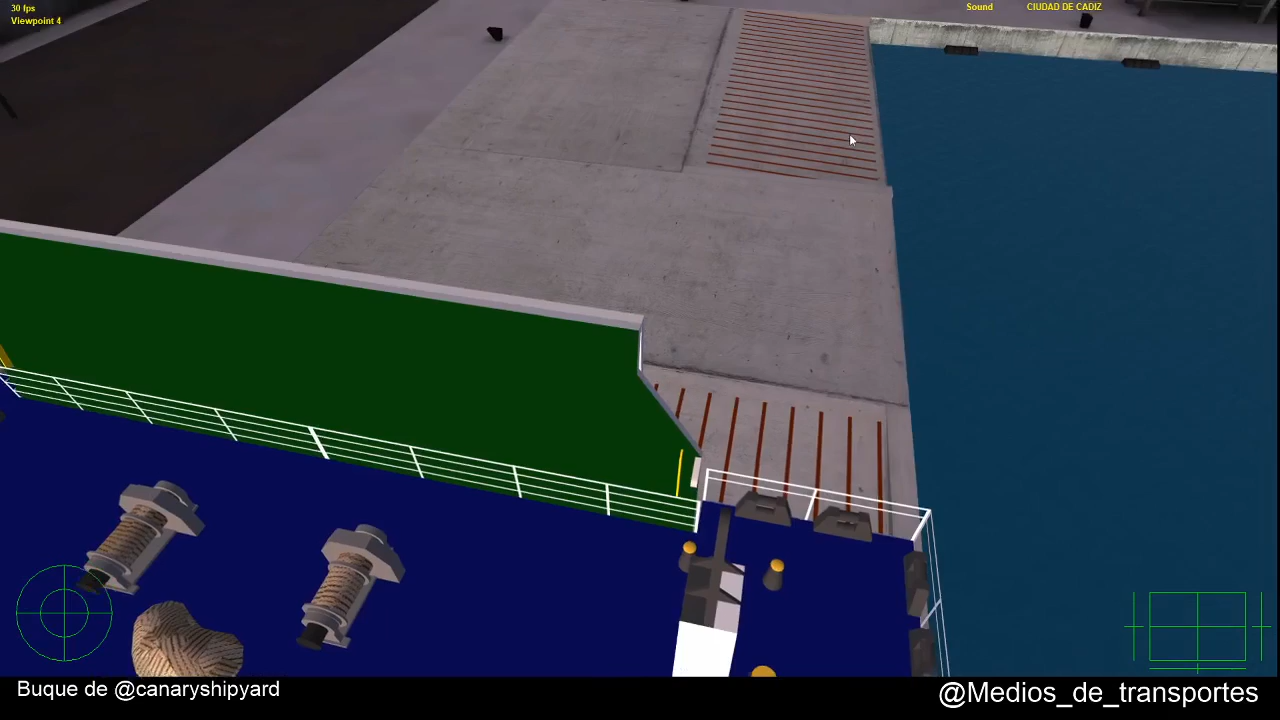 30 fps
Viewpoint 4
Sound
CIUDAD DE CADIZ
Buque de @canaryshipyard
@Medios_de_transportes